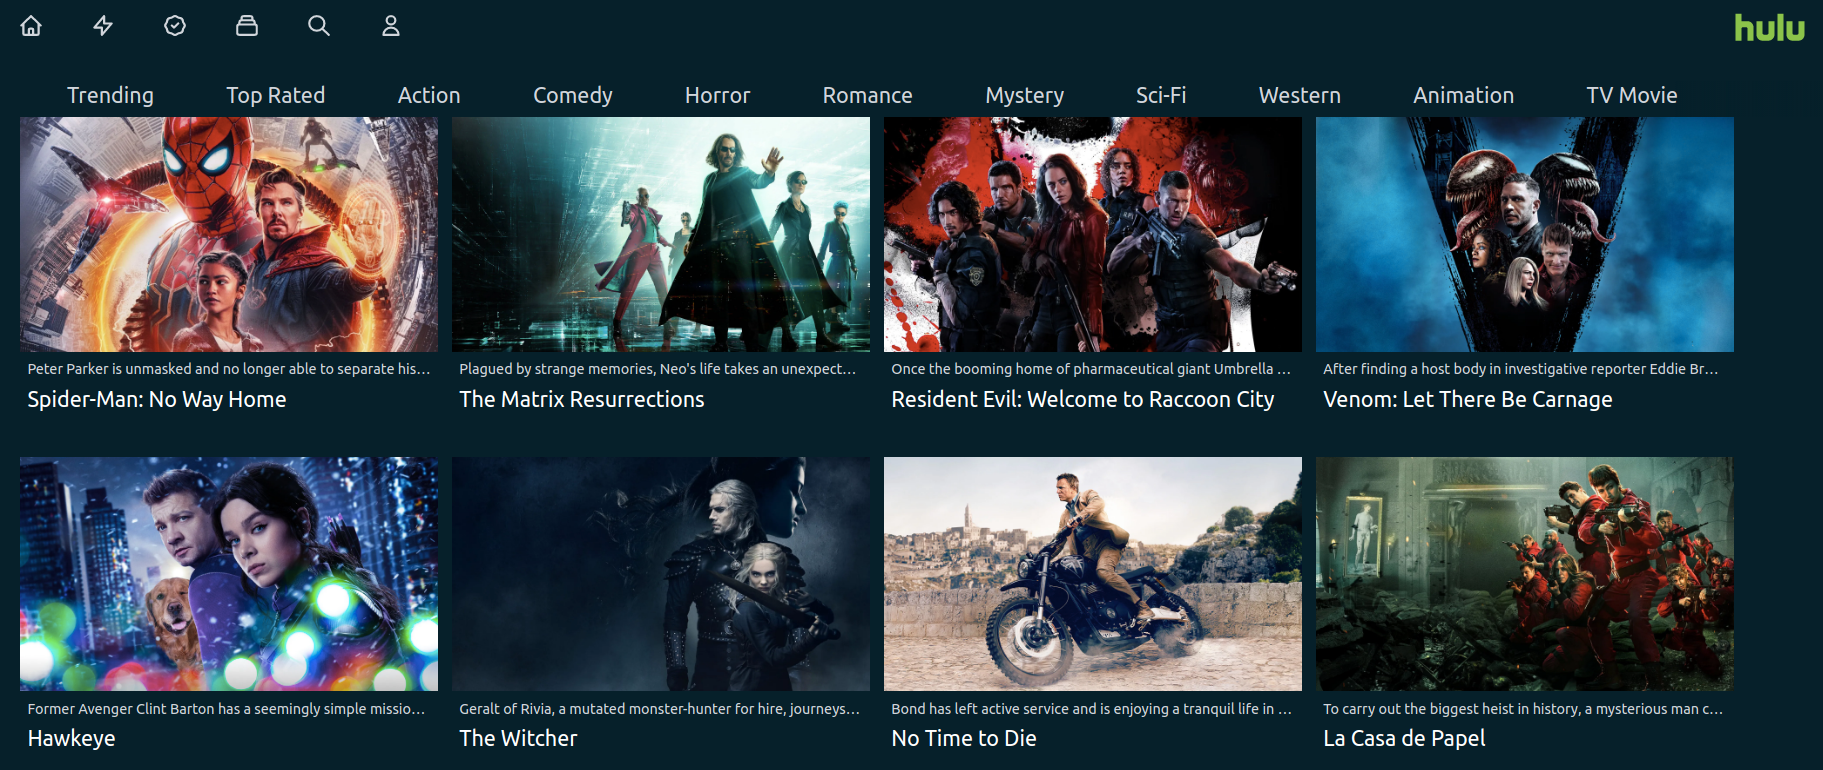 hulu
Trending Top Rated Action Comedy Horror Romance Mystery Sci-Fi Western Animation TV Movie
Peter Parker is unmasked and no longer able to separate his...
Spider-Man: No Way Home
Plagued by strange memories, Neo's life takes an unexpect...
The Matrix Resurrections
Once the booming home of pharmaceutical giant Umbrella ...
Resident Evil: Welcome to Raccoon City
After finding a host body in investigative reporter Eddie Br...
Venom: Let There Be Carnage
Former Avenger Clint Barton has a seemingly simple missio...
Hawkeye
Geralt of Rivia, a mutated monster-hunter for hire, journeys...
The Witcher
Bond has left active service and is enjoying a tranquil life in ...
No Time to Die
To carry out the biggest heist in history, a mysterious man c...
La Casa de Papel